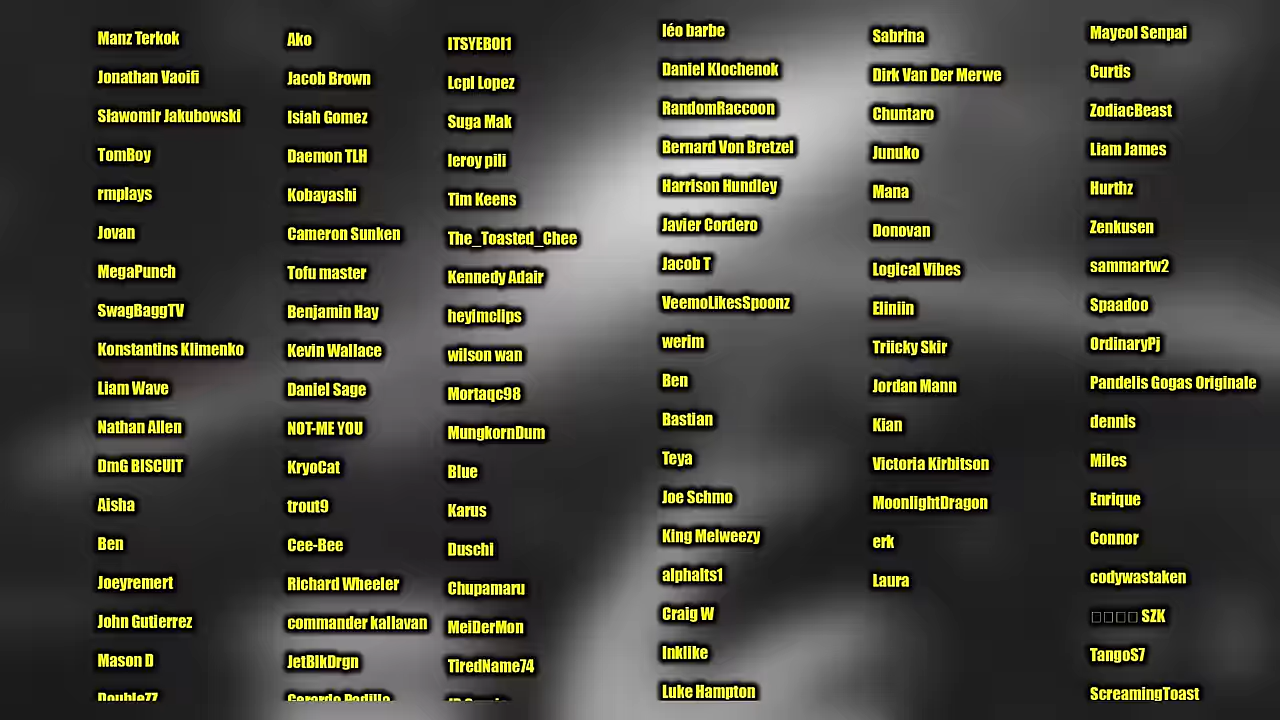 Manz Terkok
Jonathan Vaoifi
Sławomir Jakubowski
TomBoy
rmplays
Jovan
MegaPunch
SwagBaggTV
Konstantins Klimenko
Liam Wave
Nathan Allen
DmG BISCUIT
Aisha
Ben
Joeyremert
John Gutierrez
Mason D
Double77
Ako
Jacob Brown
Isiah Gomez
Daemon TLH
Kobayashi
Cameron Sunken
Tofu master
Benjamin Hay
Kevin Wallace
Daniel Sage
NOT-ME YOU
KryoCat
trout9
Cee-Bee
Richard Wheeler
commander kallavan
JetBlkDrgn
Gerardo Padilla
ITSYEBOI1
Lcpl Lopez
Suga Mak
leroy pili
Tim Keens
The_Toasted_Chee
Kennedy Adair
heyimclips
wilson wan
Mortaqc98
MungkornDum
Blue
Karus
Duschi
Chupamaru
MeiDerMon
TiredName74
léo barbe
Daniel Klochenok
RandomRaccoon
Bernard Von Bretzel
Harrison Hundley
Javier Cordero
Jacob T
VeemoLikesSpoonz
werim
Ben
Bastian
Teya
Joe Schmo
King Melweezy
alphalts1
Craig W
Inklike
Luke Hampton
Sabrina
Dirk Van Der Merwe
Chuntaro
Junuko
Mana
Donovan
Logical Vibes
Eliniin
Triicky Skir
Jordan Mann
Kian
Victoria Kirbitson
MoonlightDragon
erk
Laura
Maycol Senpai
Curtis
ZodiacBeast
Liam James
Hurthz
Zenkusen
sammartw2
Spaadoo
OrdinaryPj
Pandelis Gogas Originale
dennis
Miles
Enrique
Connor
codywastaken
SZK
TangoS7
ScreamingToast